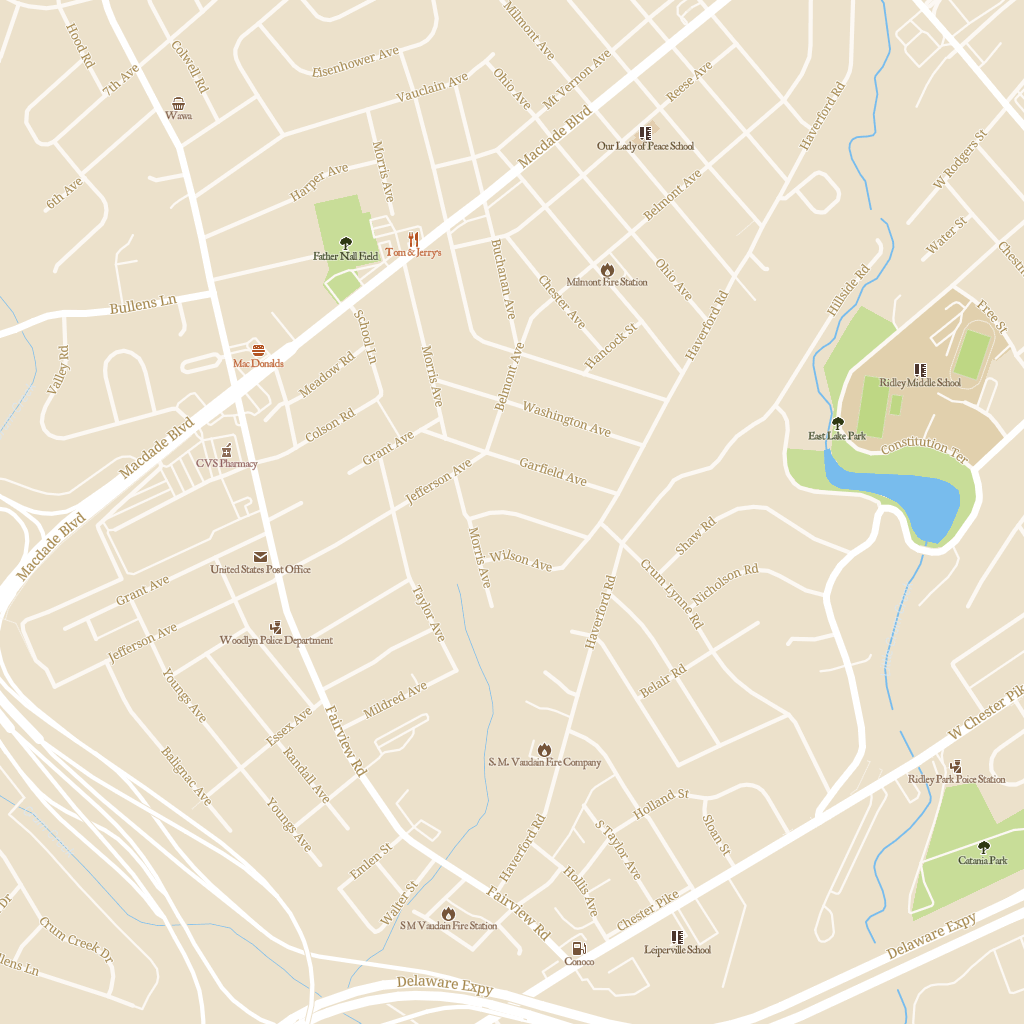 Hood Rd
Colwell Rd
7th Ave
Eisenhower Ave
Vauclain Ave
Milmont Ave
Ohio Ave
Mt Vernon Ave
Reese Ave
Haverford Rd
Wawa
Macdade Blvd
Our Lady of Peace School
W Rodgers St
6th Ave
Harper Ave
Morris Ave
Belmont Ave
Water St
Chestn
Father Nall Field
Tom & Jerry's
Buchanan Ave
Chester Ave
Milmont Fire Station
Ohio Ave
Hillside Rd
Bullens Ln
School Ln
Hancock St
Haverford Rd
Free St
Valley Rd
Mac Donalds
Meadow Rd
Morris Ave
Belmont Ave
Ridley Middle School
Colson Rd
Washington Ave
East Lake Park
Macdade Blvd
Grant Ave
Constitution Ter
CVS Pharmacy
Jefferson Ave
Garfield Ave
Macdade Blvd
Shaw Rd
United States Post Office
Morris Ave
Wilson Ave
Grant Ave
Nicholson Rd
Crum Lynne Rd
Taylor Ave
Haverford Rd
Jefferson Ave
Woodlyn Police Department
Youngs Ave
Mildred Ave
Belair Rd
Essex Ave
Fairview Rd
W Chester Pike
Balignac Ave
Randall Ave
S. M. Vaudain Fire Company
Ridley Park Poice Station
Holland St
Youngs Ave
Haverford Rd
S Taylor Ave
Sloan St
Emlen St
Catania Park
Walter St
Hollis Ave
Fairview Rd
Chester Pike
Dr
S M Vaudain Fire Station
Crum Creek Dr
Leiperville School
Delaware Expy
llens Ln
Conoco
Delaware Expy